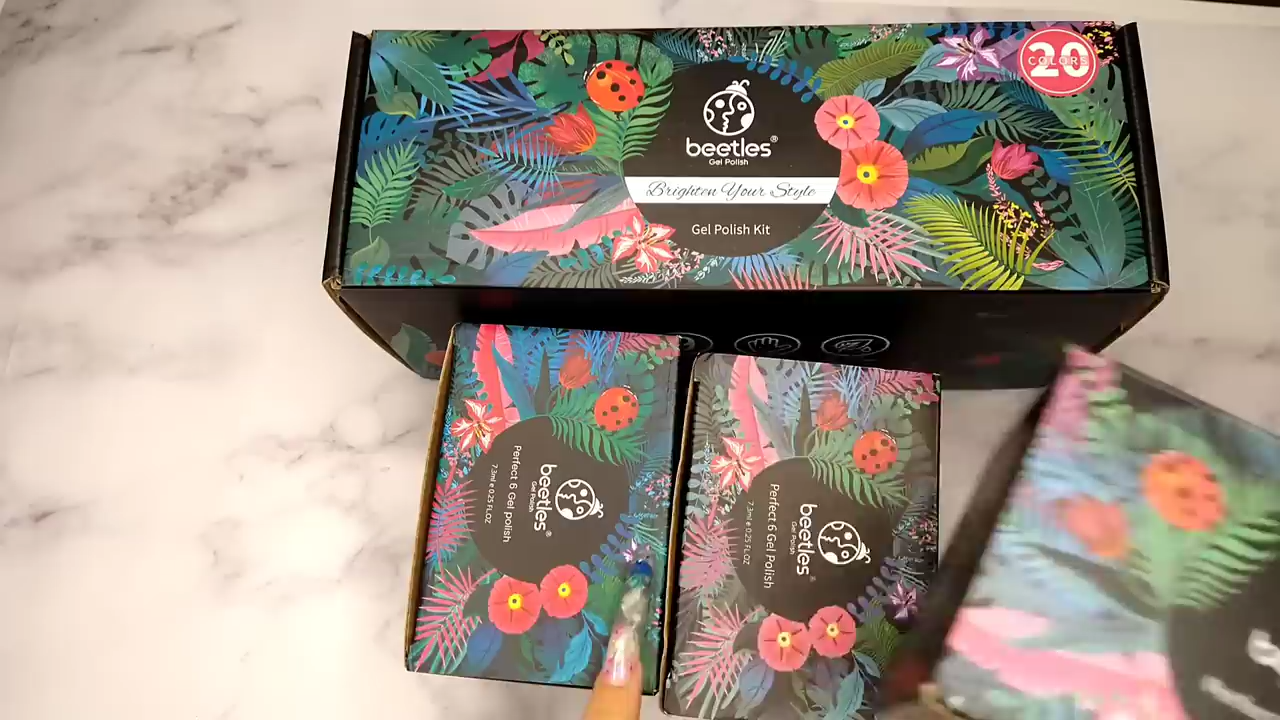 20
COLORS
beetles®
Gel Polish
Brighten Your Style
Gel Polish Kit
beetles®
Gel Polish
Perfect 6 Gel polish
7.3ml e 0.25 FL.OZ
beetles®
Gel Polish
Perfect 6 Gel Polish
7.3ml e 0.25 FL.OZ